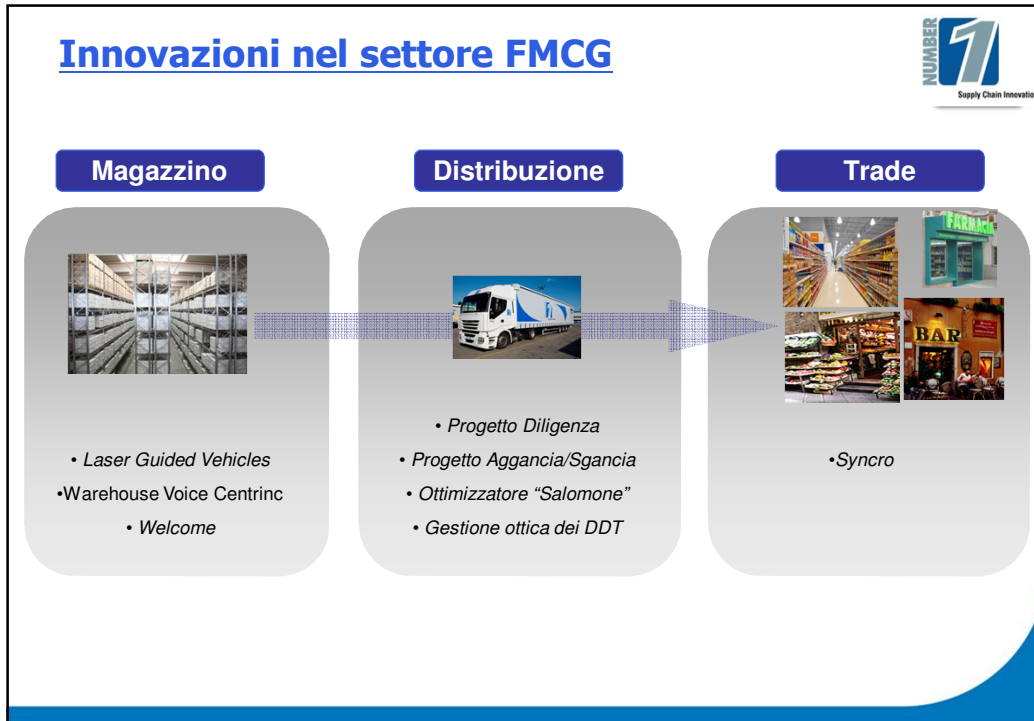 Innovazioni nel settore FMCG
NUMBER
1
Supply Chain Innovatio
Magazzino
Distribuzione
Trade
FARMACIA
BAR
• Laser Guided Vehicles
•Warehouse Voice Centrinc
• Welcome
• Progetto Diligenza
• Progetto Aggancia/Sgancia
• Ottimizzatore “Salomone”
• Gestione ottica dei DDT
•Syncro